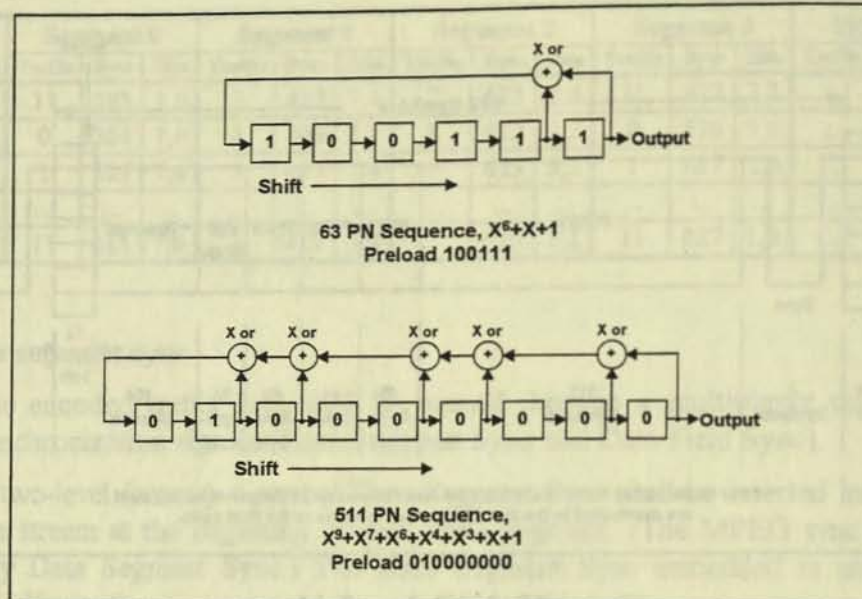 X or
+
1 0 0 1 1 1 Output
Shift
63 PN Sequence, X⁶+X+1
Preload 100111
X or X or X or X or X or
+ + + + +
0 1 0 0 0 0 0 0 0 Output
Shift
511 PN Sequence,
X⁹+X⁷+X⁶+X⁴+X³+X+1
Preload 010000000